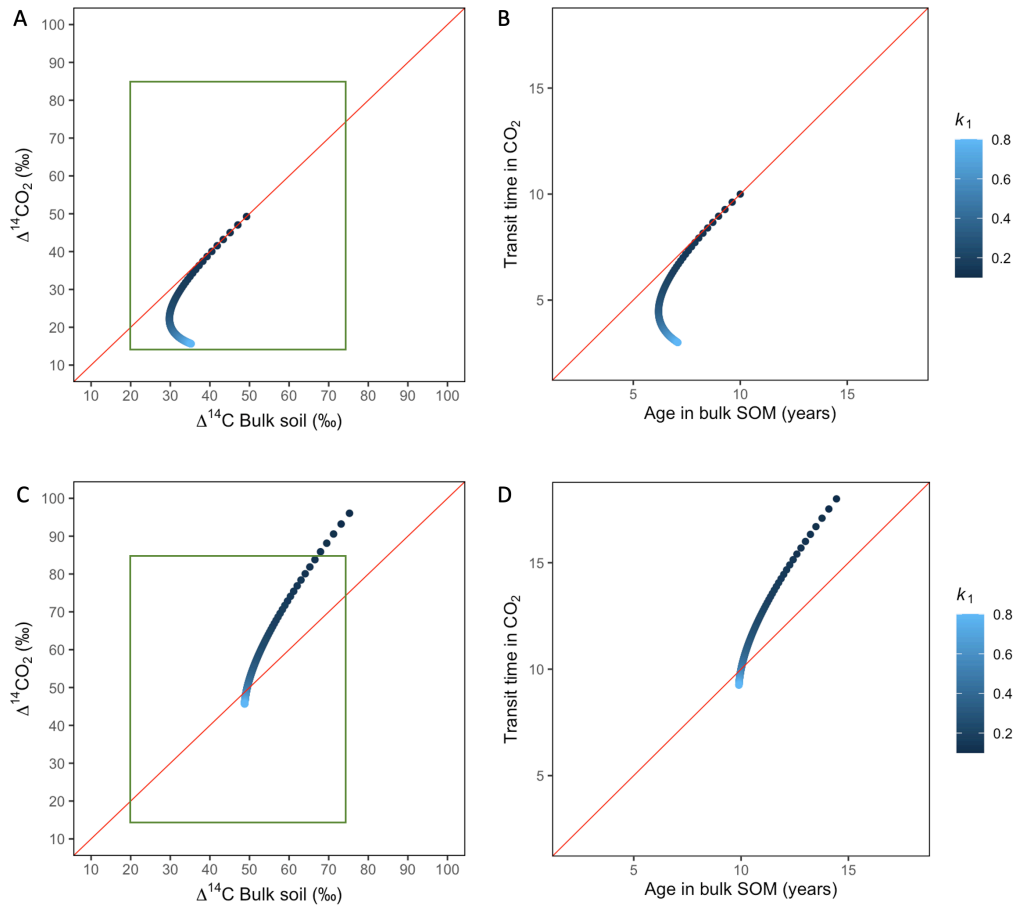 A
100
90
80
70
60
50
40
30
20
10
Δ¹⁴CO₂ (‰)
10 20 30 40 50 60 70 80 90 100
Δ¹⁴C Bulk soil (‰)
B
15
10
5
Transit time in CO₂
5 10 15
Age in bulk SOM (years)
k₁
0.8
0.6
0.4
0.2
C
100
90
80
70
60
50
40
30
20
10
Δ¹⁴CO₂ (‰)
10 20 30 40 50 60 70 80 90 100
Δ¹⁴C Bulk soil (‰)
D
15
10
5
Transit time in CO₂
5 10 15
Age in bulk SOM (years)
k₁
0.8
0.6
0.4
0.2